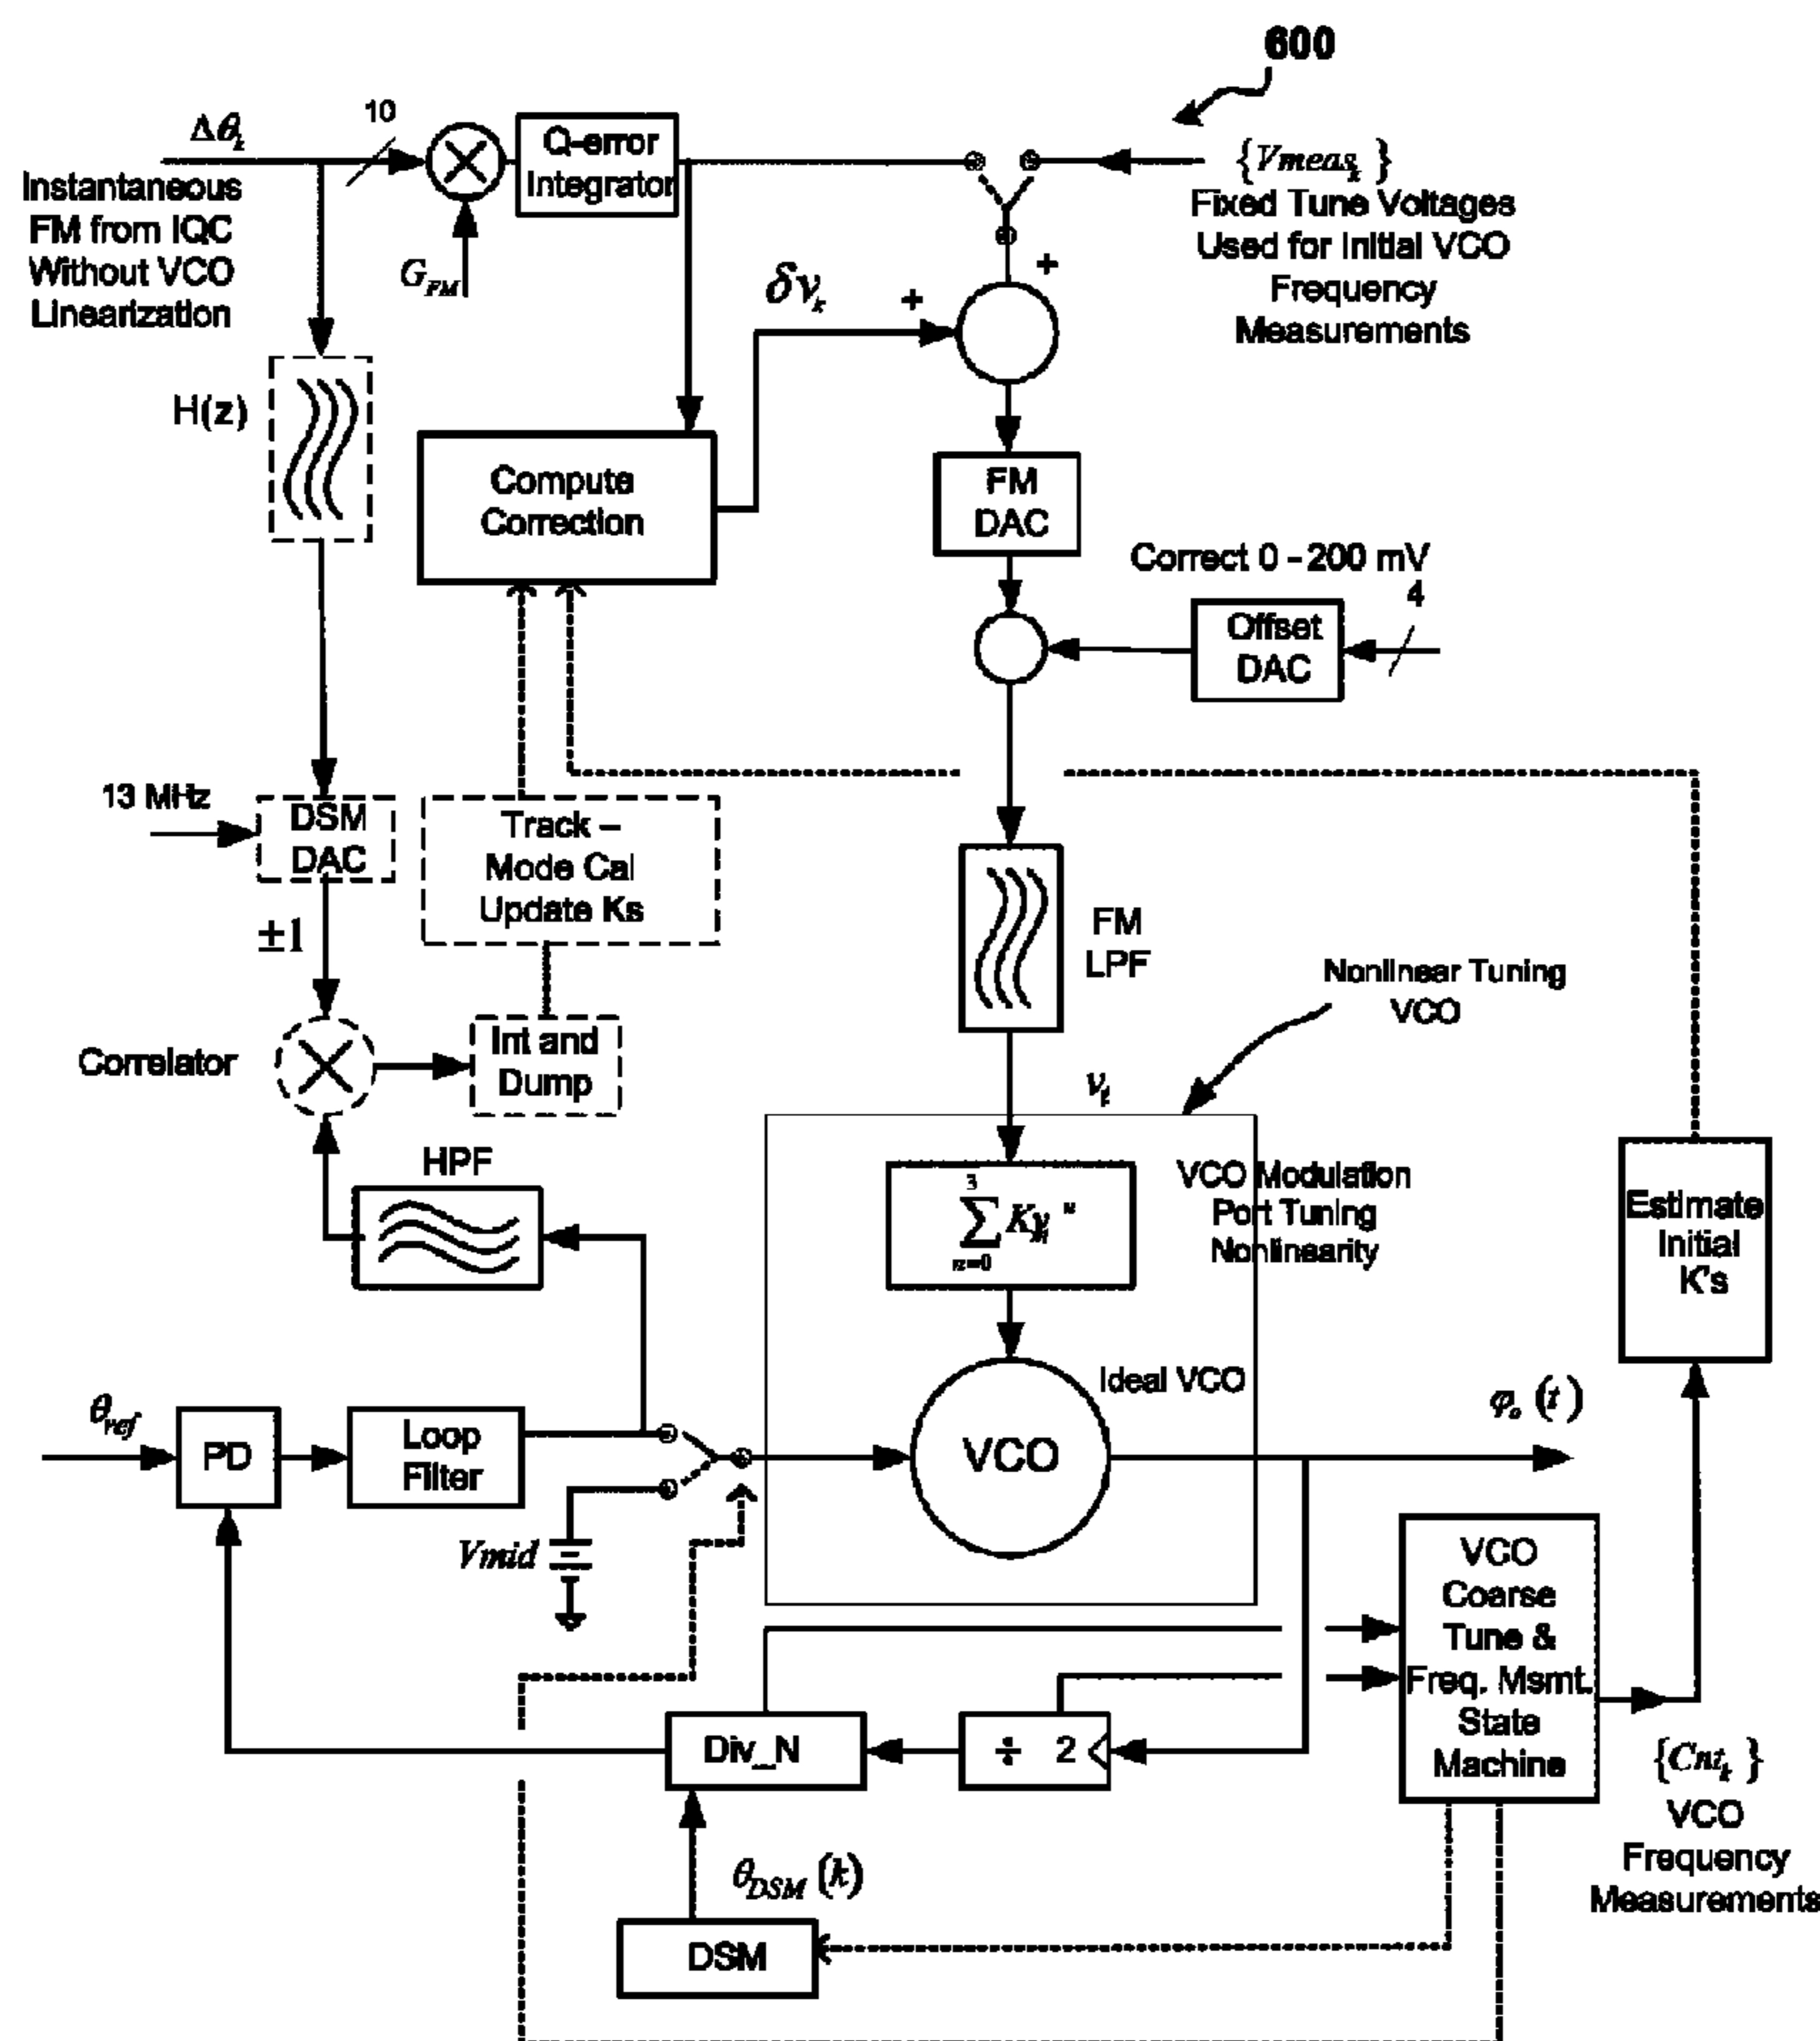 600
Δθk
10
Q-error
Integrator
{Vmeask}
Instantaneous
FM from IQC
Without VCO
Linearization
GFM
Fixed Tune Voltages
Used for Initial VCO
Frequency
Measurements
δvk
+
+
H(z)
Compute
Correction
FM
DAC
Correct 0 - 200 mV
4
Offset
DAC
13 MHz
DSM
DAC
Track –
Mode Cal
Update Ks
±1
FM
LPF
Nonlinear Tuning
VCO
Correlator
Int and
Dump
HPF
VCO Modulation
Port Tuning
Nonlinearity
3
∑
n=0
Estimate
Initial
K's
Ideal VCO
θref
PD
Loop
Filter
VCO
φo (t)
Vmid
VCO
Coarse
Tune &
Freq. Msmt.
State
Machine
Div_N
÷ 2
{Cntk}
VCO
Frequency
Measurements
θDSM (k)
DSM